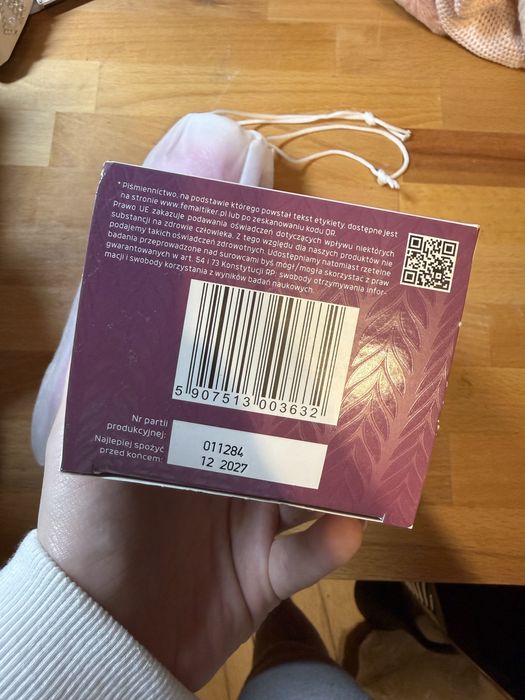 * Piśmiennictwo, na podstawie którego powstał tekst etykiety, dostępne jest
na stronie www.femaltiker.pl lub po zeskanowaniu kodu QR.
Prawo UE zakazuje podawania oświadczeń dotyczących wpływu niektórych
substancji na zdrowie człowieka. Z tego względu dla naszych produktów nie
podajemy takich oświadczeń zdrowotnych. Udostępniamy natomiast rzetelne
badania przeprowadzone nad surowcami byś mógł/mogła skorzystać z praw
gwarantowanych w art. 54 i 73 Konstytucji RP: swobody otrzymywania infor-
macji i swobody korzystania z wyników badań naukowych.
5 907513 003632
Nr partii
produkcyjnej:
011284
Najlepiej spożyć
przed końcem:
12 2027